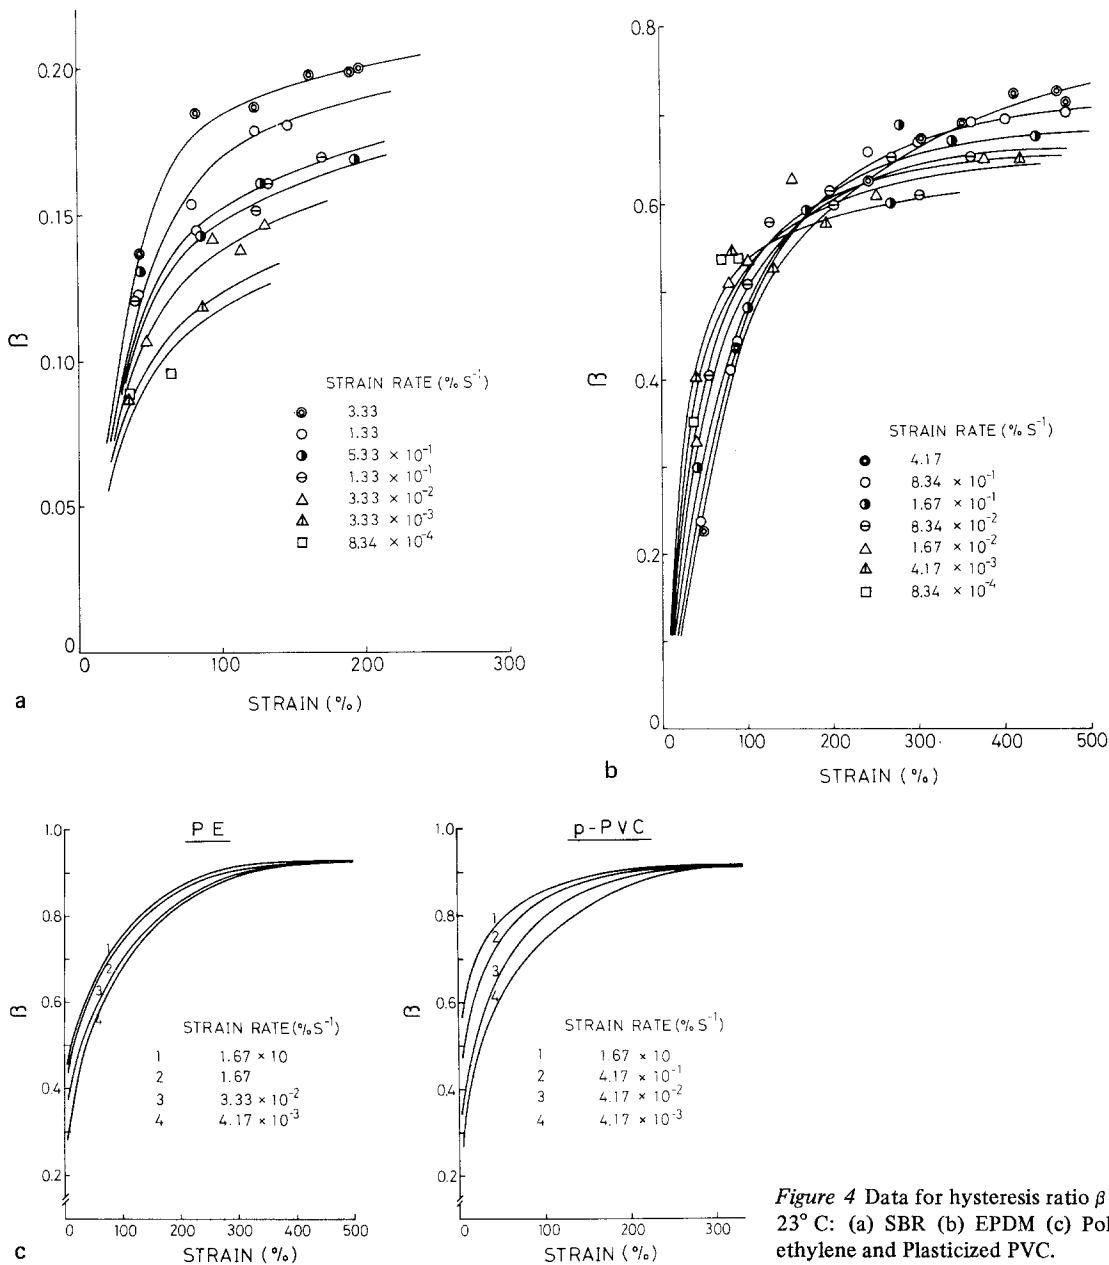 0.20
0.15
0.10
0.05
0
β
0 100 200 300
STRAIN (%)
STRAIN RATE (% S⁻¹)
3.33
1.33
5.33 × 10⁻¹
1.33 × 10⁻¹
3.33 × 10⁻²
3.33 × 10⁻³
8.34 × 10⁻⁴
a
0.8
0.6
0.4
0.2
0
β
0 100 200 300 400 500
STRAIN (%)
STRAIN RATE (% S⁻¹)
4.17
8.34 × 10⁻¹
1.67 × 10⁻¹
8.34 × 10⁻²
1.67 × 10⁻²
4.17 × 10⁻³
8.34 × 10⁻⁴
b
PE
1.0
0.8
0.6
0.4
0.2
β
1
2
3
4
STRAIN RATE (% S⁻¹)
1 1.67 × 10
2 1.67
3 3.33 × 10⁻²
4 4.17 × 10⁻³
0 100 200 300 400 500
STRAIN (%)
c
p-PVC
1.0
0.8
0.6
0.4
0.2
β
1
2
3
4
STRAIN RATE (% S⁻¹)
1 1.67 × 10
2 4.17 × 10⁻¹
3 4.17 × 10⁻²
4 4.17 × 10⁻³
0 100 200 300
STRAIN (%)
Figure 4 Data for hysteresis ratio β
23° C: (a) SBR (b) EPDM (c) Pol
ethylene and Plasticized PVC.